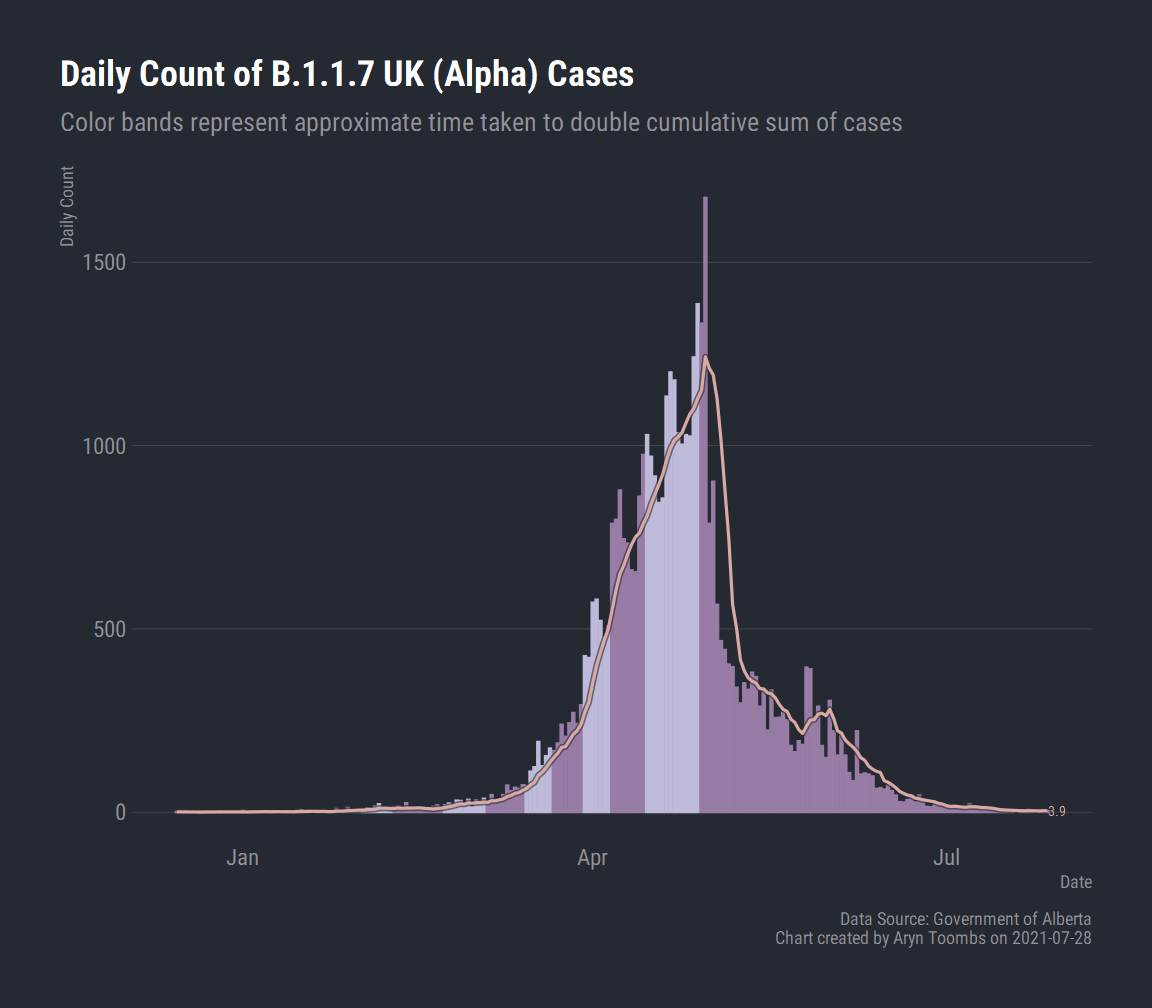 Daily Count of B.1.1.7 UK (Alpha) Cases
Color bands represent approximate time taken to double cumulative sum of cases
Daily Count
1500
1000
500
0
3.9
Jan
Apr
Jul
Date
Data Source: Government of Alberta
Chart created by Aryn Toombs on 2021-07-28